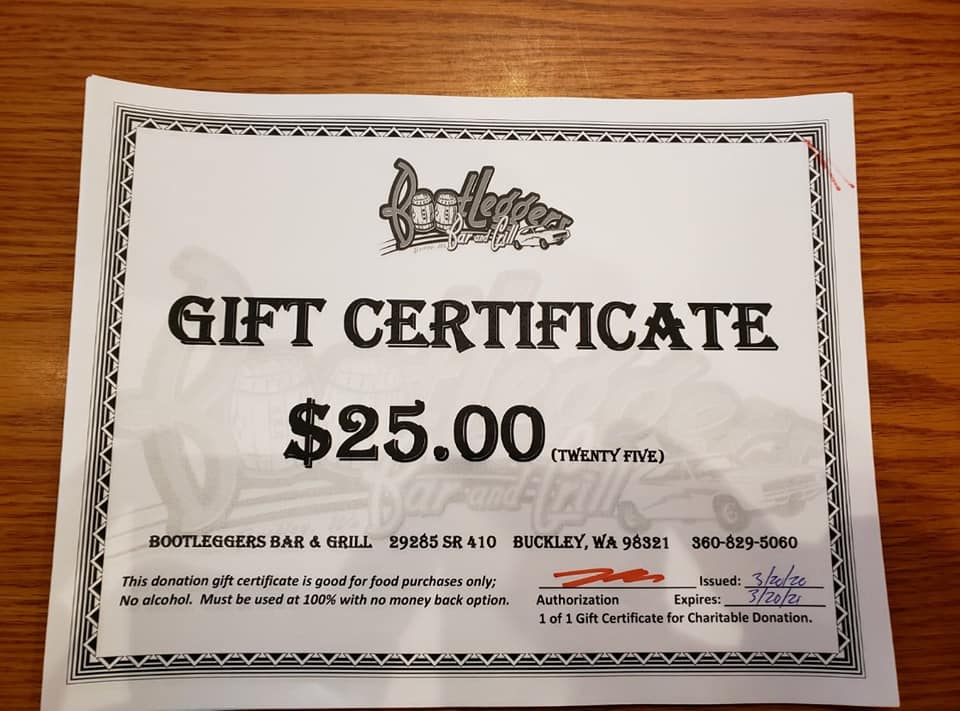 BootLeggers
Bar and Grill
GIFT CERTIFICATE
$25.00 (TWENTY FIVE)
BOOTLEGGERS BAR & GRILL 29285 SR 410 BUCKLEY, WA 98321 360-829-5060
This donation gift certificate is good for food purchases only;
No alcohol. Must be used at 100% with no money back option.
Issued: 3/20/20
Authorization Expires: 3/20/21
1 of 1 Gift Certificate for Charitable Donation.